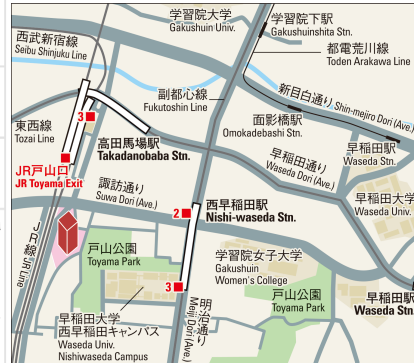 学習院大学
Gakushuin Univ.
学習院下駅
Gakushuinshita Stn.
西武新宿線
Seibu Shinjuku Line
都電荒川線
Toden Arakawa Line
副都心線
Fukutoshin Line
新目白通り Shin-mejiro Dori (Ave.)
面影橋駅
Omokadebashi Stn.
東西線
Tozai Line
3
高田馬場駅
Takadanobaba Stn.
早稲田通り
Waseda Dori (Ave.)
早稲田駅
Waseda Stn.
JR戸山口
JR Toyama Exit
諏訪通り
Suwa Dori (Ave.)
2
西早稲田駅
Nishi-waseda Stn.
早稲田大学
Waseda Univ.
JR線 JR Line
戸山公園
Toyama Park
学習院女子大学
Gakushuin
Women's College
3
戸山公園
Toyama Park
早稲田駅
Waseda Stn.
早稲田大学
西早稲田キャンパス
Waseda Univ.
Nishiwaseda Campus
明治通り
Meiji Dori (Ave.)